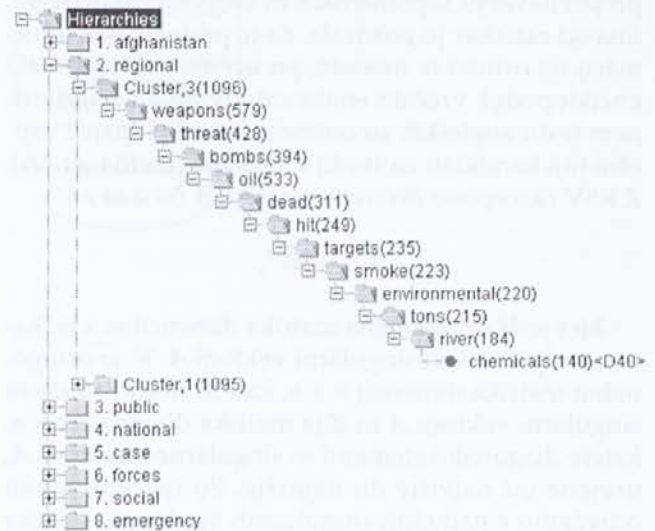 Hierarchies
1. afghanistan
2. regional
Cluster,3(1096)
weapons(579)
threat(428)
bombs(394)
oil(533)
dead(311)
hit(249)
targets(235)
smoke(223)
environmental(220)
tons(215)
river(184)
chemicals(140)<D40>
Cluster,1(1095)
3. public
4. national
5. case
6. forces
7. social
8. emergency